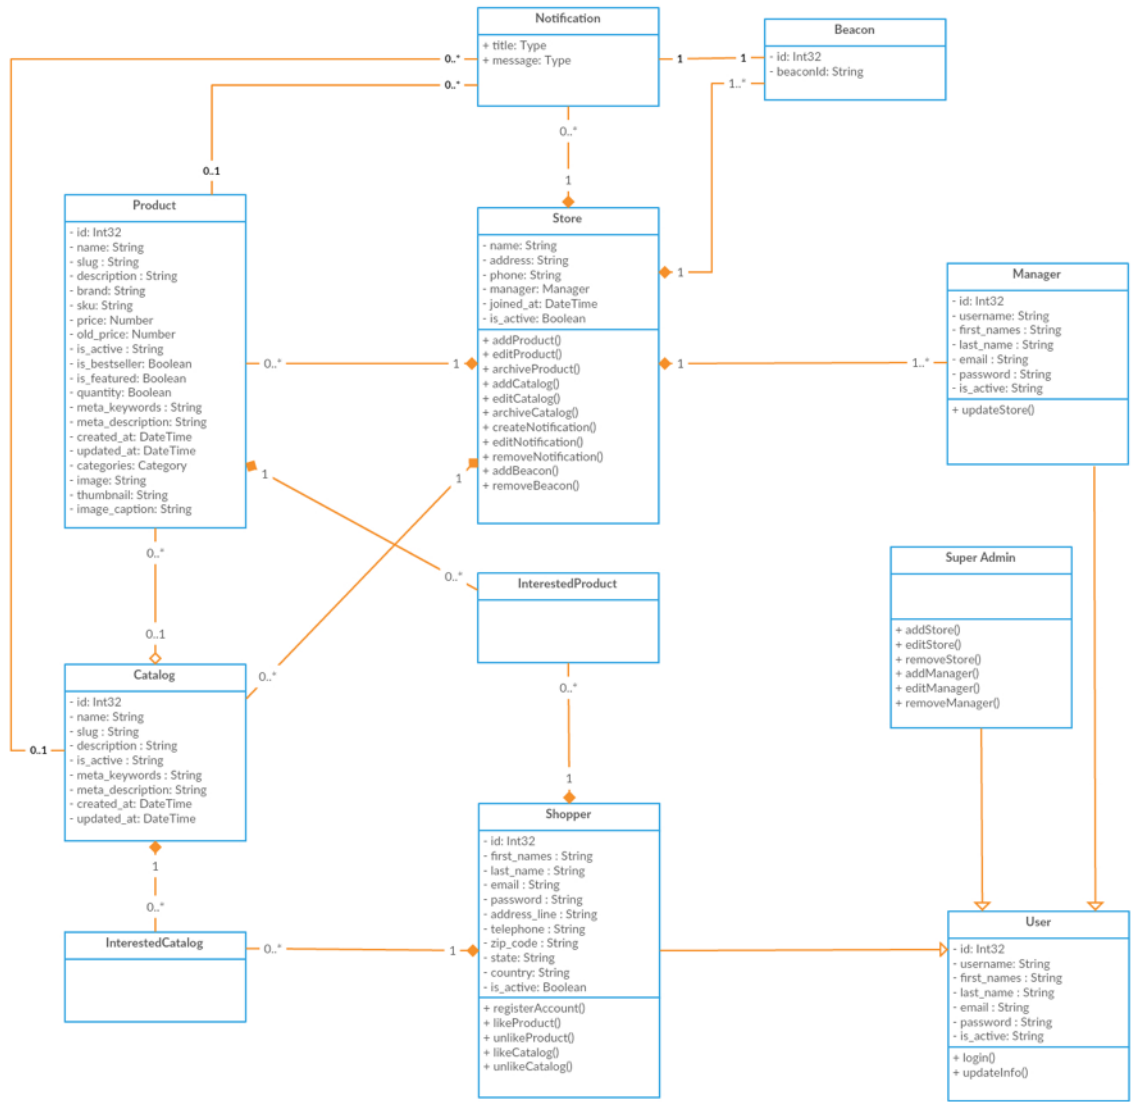 Notification
+ title: Type
+ message: Type
0..*
0..*
1
1
Beacon
- id: Int32
- beaconId: String
1..*
0..*
1
0..1
Product
- id: Int32
- name: String
- slug : String
- description : String
- brand: String
- sku: String
- price: Number
- old_price: Number
- is_active : String
- is_bestseller: Boolean
- is_featured: Boolean
- quantity: Boolean
- meta_keywords : String
- meta_description: String
- created_at: DateTime
- updated_at: DateTime
- categories: Category
- image: String
- thumbnail: String
- image_caption: String
0..*
1
1
0..*
Store
- name: String
- address: String
- phone: String
- manager: Manager
- joined_at: DateTime
- is_active: Boolean
+ addProduct()
+ editProduct()
+ archiveProduct()
+ addCatalog()
+ editCatalog()
+ archiveCatalog()
+ createNotification()
+ editNotification()
+ removeNotification()
+ addBeacon()
+ removeBeacon()
1
1
1..*
1
0..*
Manager
- id: Int32
- username: String
- first_names : String
- last_name : String
- email : String
- password : String
- is_active: String
+ updateStore()
0..*
0..1
InterestedProduct
0..*
1
Super Admin
+ addStore()
+ editStore()
+ removeStore()
+ addManager()
+ editManager()
+ removeManager()
0..1
Catalog
- id: Int32
- name: String
- slug : String
- description : String
- is_active : String
- meta_keywords : String
- meta_description: String
- created_at: DateTime
- updated_at: DateTime
1
0..*
InterestedCatalog
0..*
1
Shopper
- id: Int32
- first_names : String
- last_name : String
- email : String
- password : String
- address_line : String
- telephone : String
- zip_code : String
- state: String
- country: String
- is_active: Boolean
+ registerAccount()
+ likeProduct()
+ unlikeProduct()
+ likeCatalog()
+ unlikeCatalog()
User
- id: Int32
- username: String
- first_names : String
- last_name : String
- email : String
- password : String
- is_active: String
+ login()
+ updateInfo()